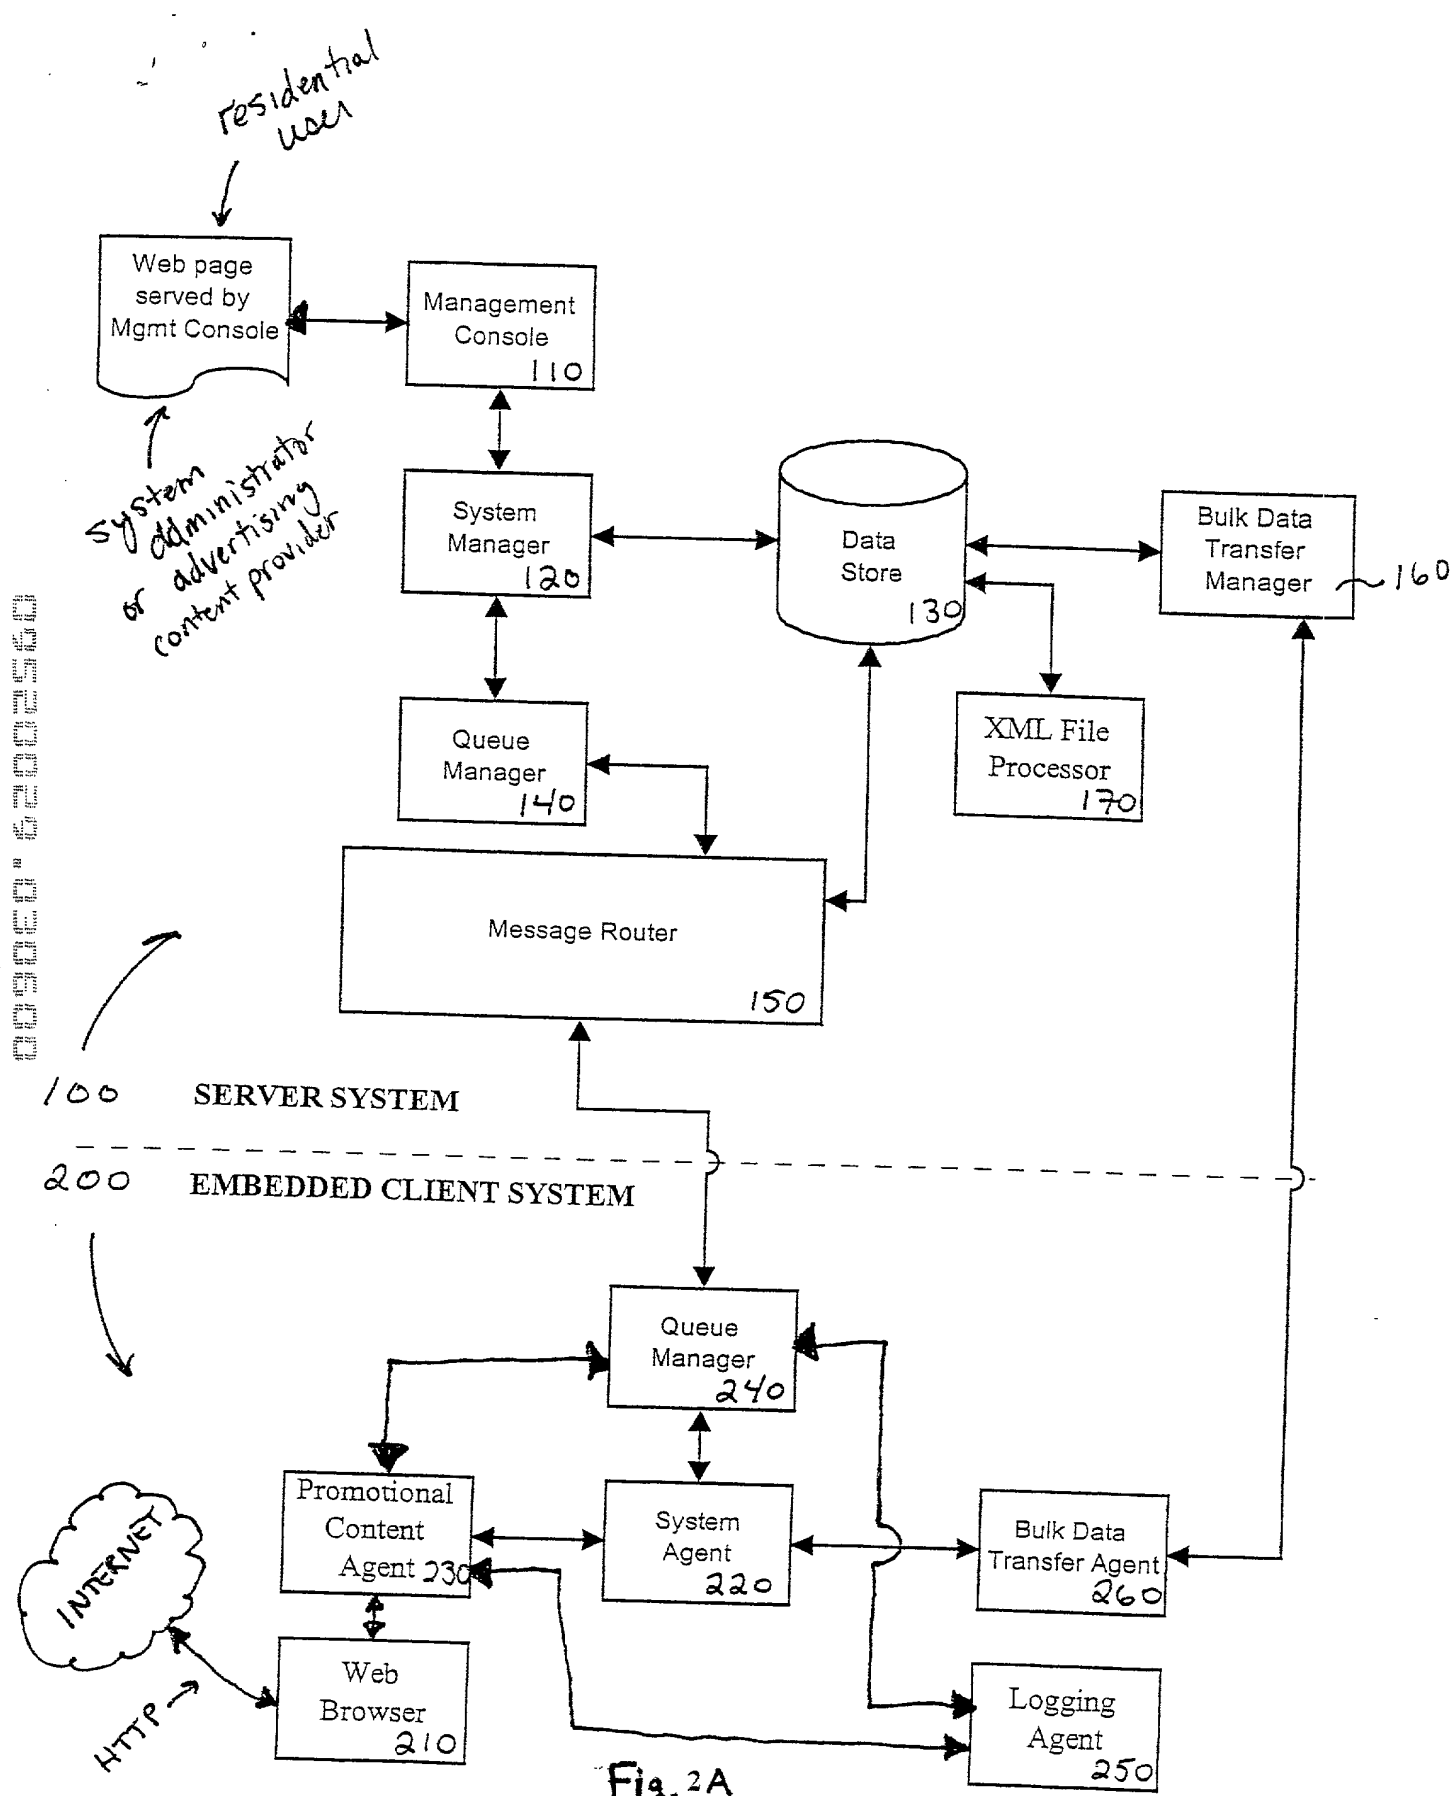 residential
user
Web page
served by
Mgmt Console
Management
Console
110
system
administrator
or advertising
content provider
System
Manager
120
Data
Store
130
Bulk Data
Transfer
Manager
160
Queue
Manager
140
XML File
Processor
170
Message Router
150
09520029.030600
100 SERVER SYSTEM
200 EMBEDDED CLIENT SYSTEM
Queue
Manager
240
Promotional
Content
Agent 230
System
Agent
220
Bulk Data
Transfer Agent
260
INTERNET
HTTP
Web
Browser
210
Logging
Agent
250
Fig. 2A